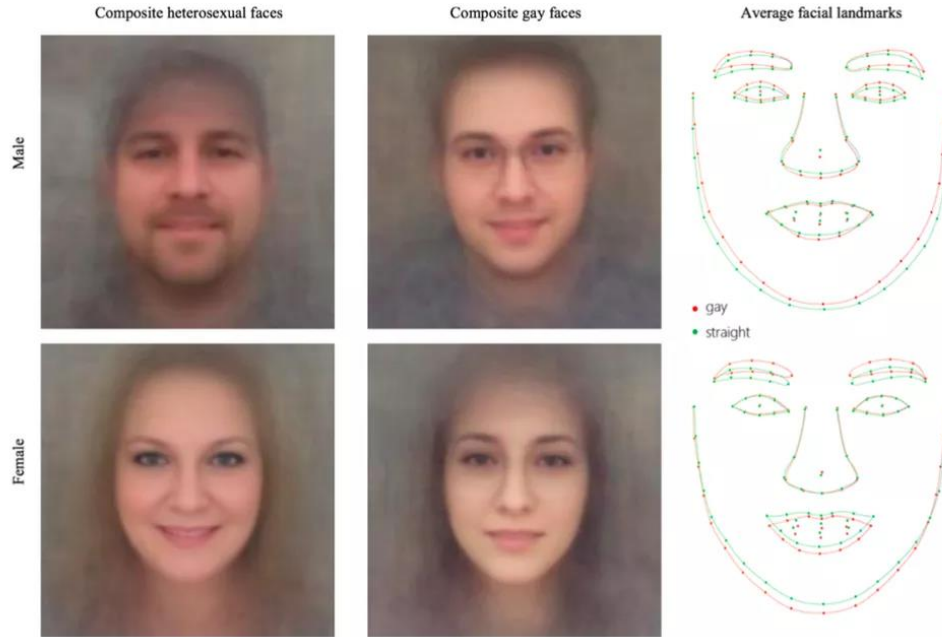 Composite heterosexual faces
Composite gay faces
Average facial landmarks
Male
gay
straight
Female